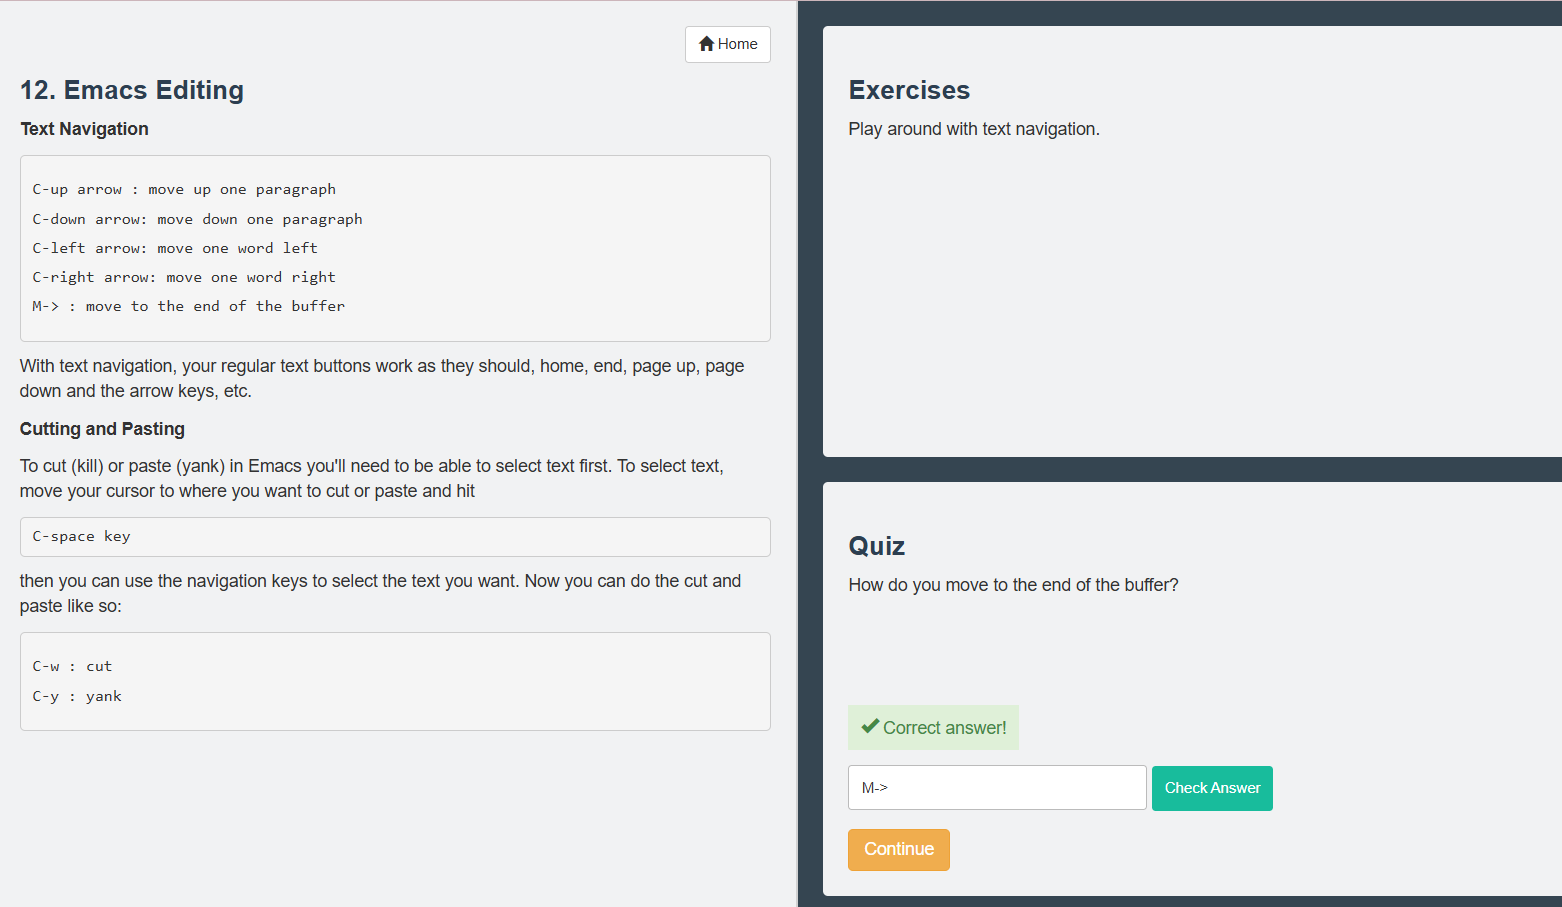 Home
12. Emacs Editing
Text Navigation
C-up arrow : move up one paragraph
C-down arrow: move down one paragraph
C-left arrow: move one word left
C-right arrow: move one word right
M-> : move to the end of the buffer
With text navigation, your regular text buttons work as they should, home, end, page up, page
down and the arrow keys, etc.
Cutting and Pasting
To cut (kill) or paste (yank) in Emacs you'll need to be able to select text first. To select text,
move your cursor to where you want to cut or paste and hit
C-space key
then you can use the navigation keys to select the text you want. Now you can do the cut and
paste like so:
C-w : cut
C-y : yank
Exercises
Play around with text navigation.
Quiz
How do you move to the end of the buffer?
Correct answer!
M->
Check Answer
Continue